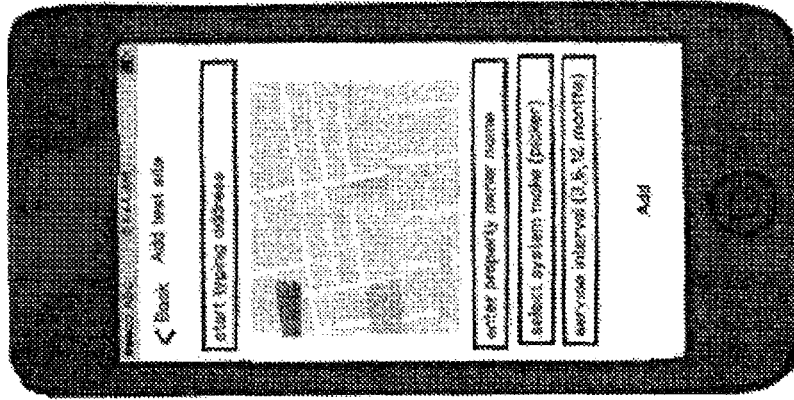 Back Add test site
start typing address
enter property owner name
select system make (picker)
service interval (3, 6, 12 months)
Add